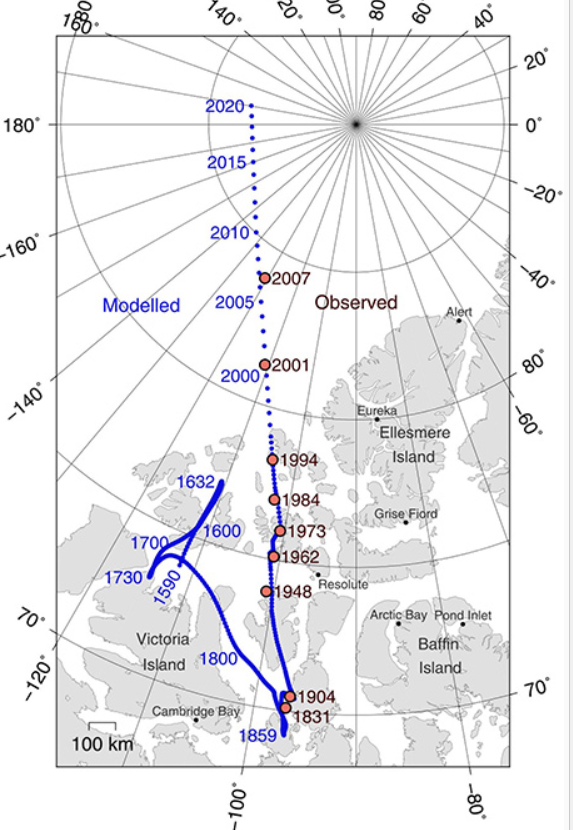 180°
160°
140°
120°
100°
80°
60°
40°
20°
0°
−20°
−40°
80°
−60°
70°
−80°
−100°
−120°
70°
−140°
−160°
180°
2020
2015
2010
2007
2005
Modelled
Observed
Alert
2001
2000
Eureka
Ellesmere
Island
1994
1632
1984
Grise Fiord
1973
1600
1700
1962
1730
1590
Resolute
1948
Arctic Bay
Pond Inlet
Victoria
Island
Baffin
Island
1800
1904
Cambridge Bay
1831
1859
100 km